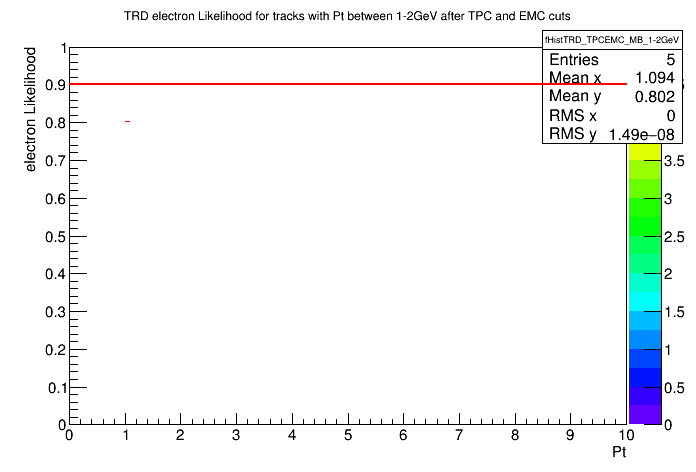 TRD electron Likelihood for tracks with Pt between 1-2GeV after TPC and EMC cuts
fHistTRD_TPCEMC_MB_1-2GeV
Entries 5
Mean x 1.094
Mean y 0.802
RMS x 0
RMS y 1.49e−08
electron Likelihood
1
0.9
0.8
0.7
0.6
0.5
0.4
0.3
0.2
0.1
0
0 1 2 3 4 5 6 7 8 9 10
Pt
3.5
3
2.5
2
1.5
1
0.5
0